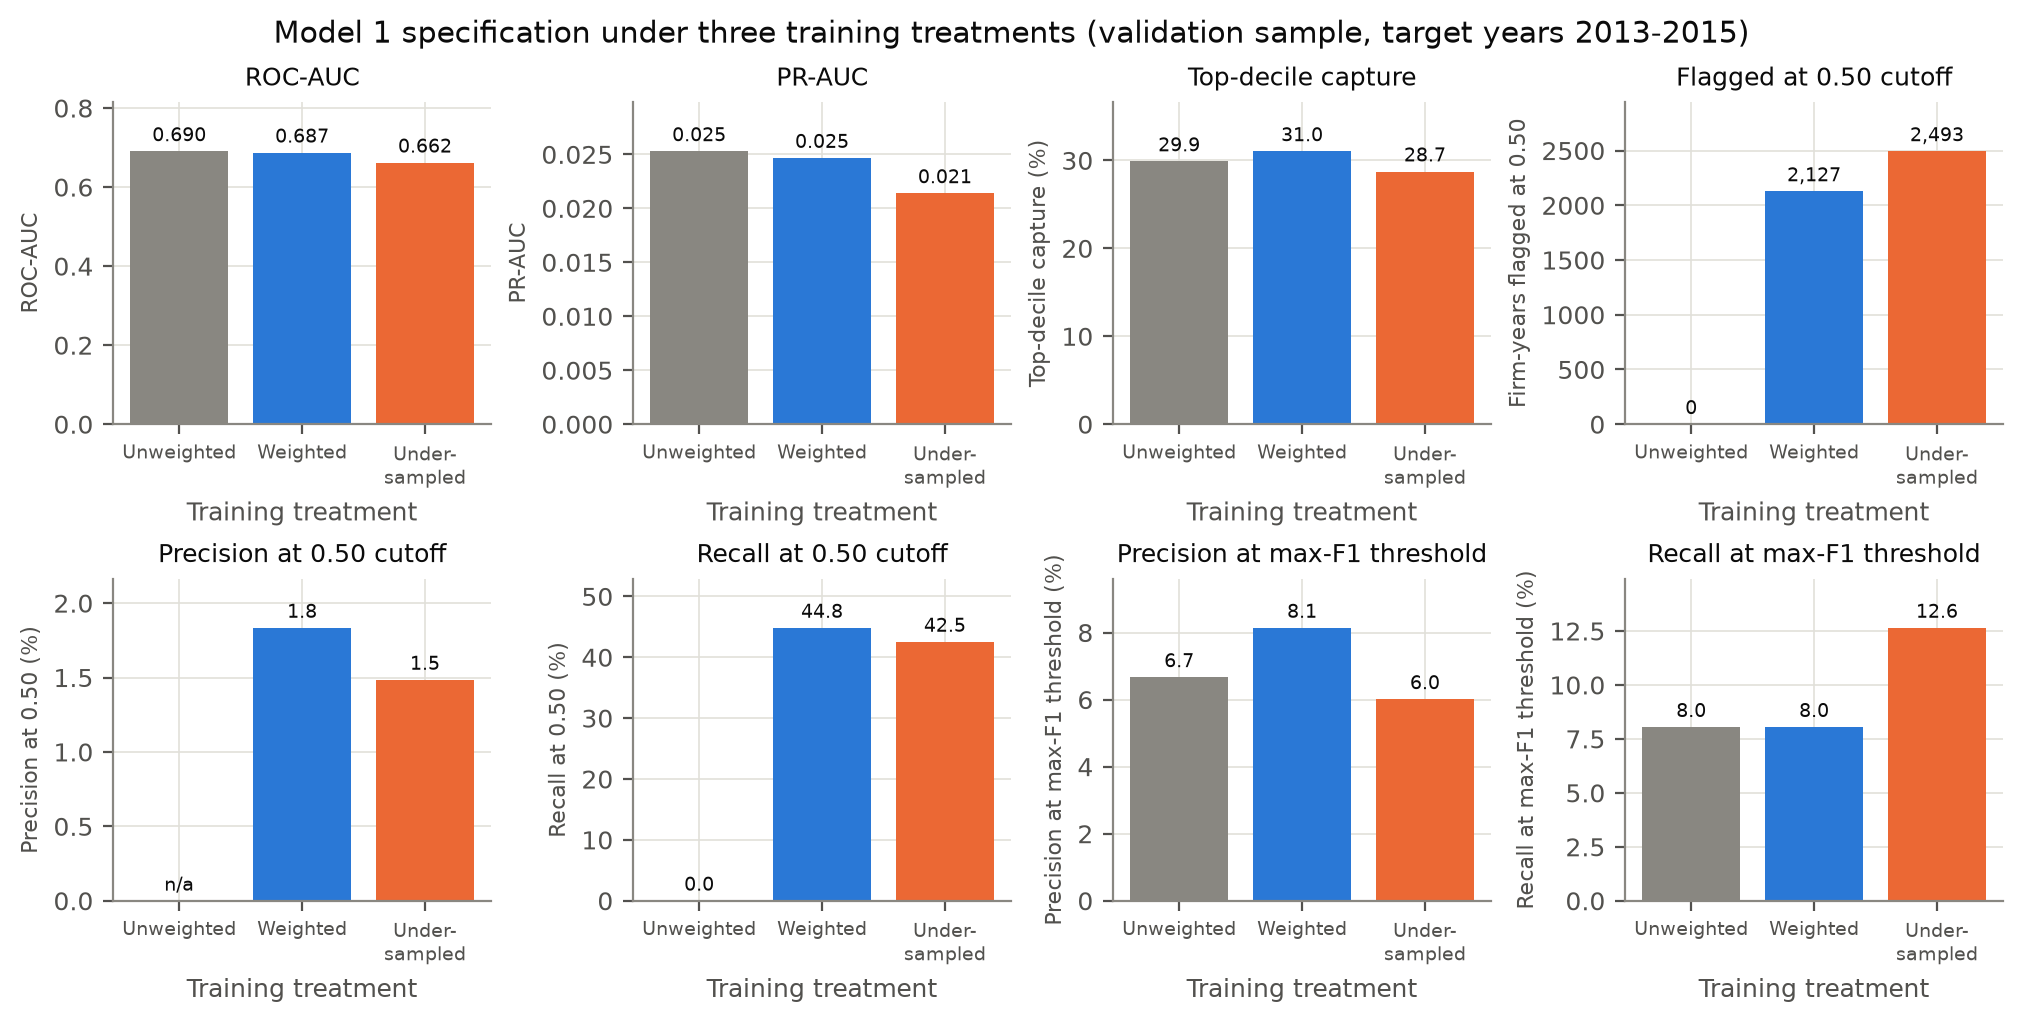 Model 1 specification under three training treatments (validation sample, target years 2013-2015)
ROC-AUC
ROC-AUC
0.8
0.6
0.4
0.2
0.0
0.690
0.687
0.662
Unweighted
Weighted
Under-
sampled
Training treatment
PR-AUC
PR-AUC
0.025
0.020
0.015
0.010
0.005
0.000
0.025
0.025
0.021
Unweighted
Weighted
Under-
sampled
Training treatment
Top-decile capture
Top-decile capture (%)
30
20
10
0
29.9
31.0
28.7
Unweighted
Weighted
Under-
sampled
Training treatment
Flagged at 0.50 cutoff
Firm-years flagged at 0.50
2500
2000
1500
1000
500
0
0
2,127
2,493
Unweighted
Weighted
Under-
sampled
Training treatment
Precision at 0.50 cutoff
Precision at 0.50 (%)
2.0
1.5
1.0
0.5
0.0
n/a
1.8
1.5
Unweighted
Weighted
Under-
sampled
Training treatment
Recall at 0.50 cutoff
Recall at 0.50 (%)
50
40
30
20
10
0
0.0
44.8
42.5
Unweighted
Weighted
Under-
sampled
Training treatment
Precision at max-F1 threshold
Precision at max-F1 threshold (%)
8
6
4
2
0
6.7
8.1
6.0
Unweighted
Weighted
Under-
sampled
Training treatment
Recall at max-F1 threshold
Recall at max-F1 threshold (%)
12.5
10.0
7.5
5.0
2.5
0.0
8.0
8.0
12.6
Unweighted
Weighted
Under-
sampled
Training treatment